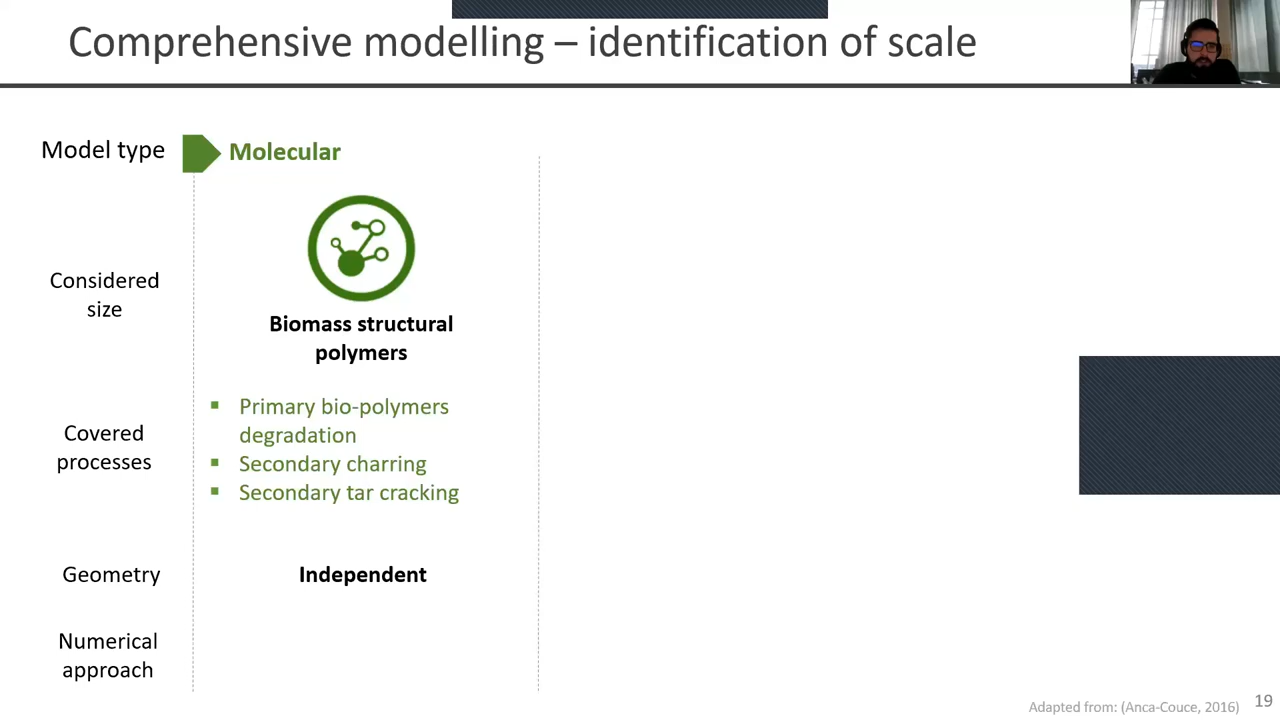 Comprehensive modelling – identification of scale
Model type
Molecular
Considered
size
Biomass structural
polymers
Covered
processes
▪ Primary bio-polymers
degradation
▪ Secondary charring
▪ Secondary tar cracking
Geometry
Independent
Numerical
approach
Adapted from: (Anca-Couce, 2016)
19